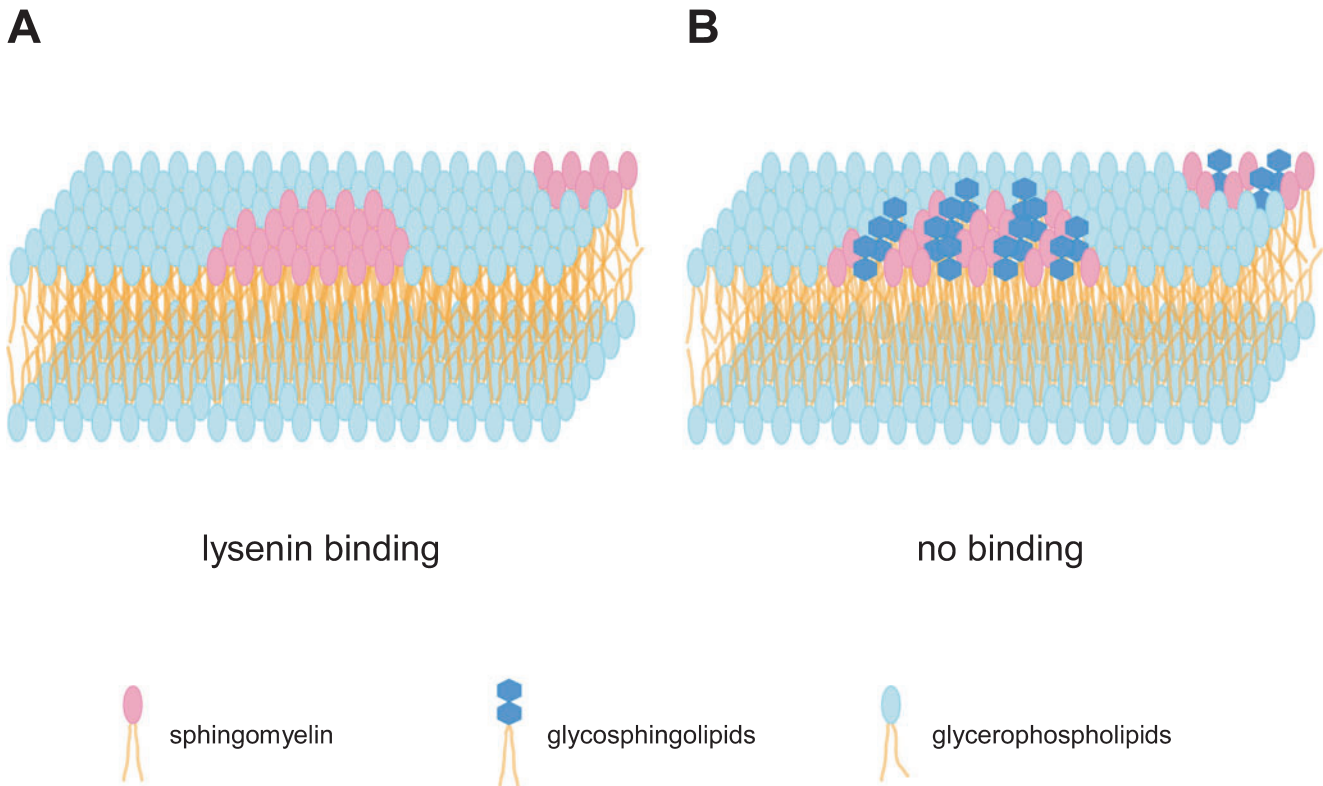 A
B
lysenin binding
no binding
sphingomyelin
glycosphingolipids
glycerophospholipids